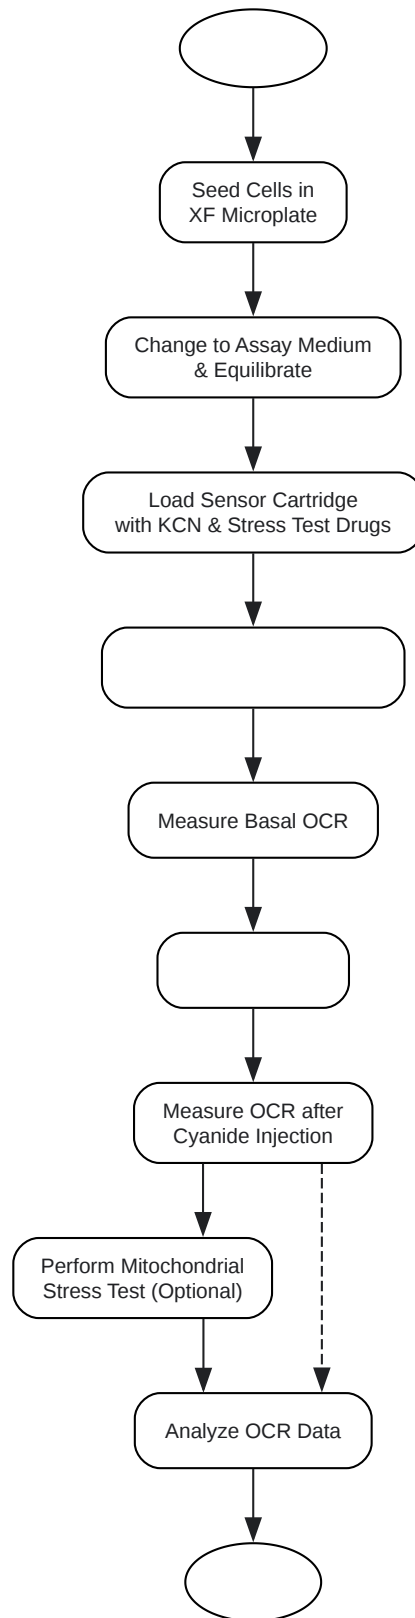 Seed Cells in
XF Microplate
Change to Assay Medium
& Equilibrate
Load Sensor Cartridge
with KCN & Stress Test Drugs
Measure Basal OCR
Measure OCR after
Cyanide Injection
Perform Mitochondrial
Stress Test (Optional)
Analyze OCR Data